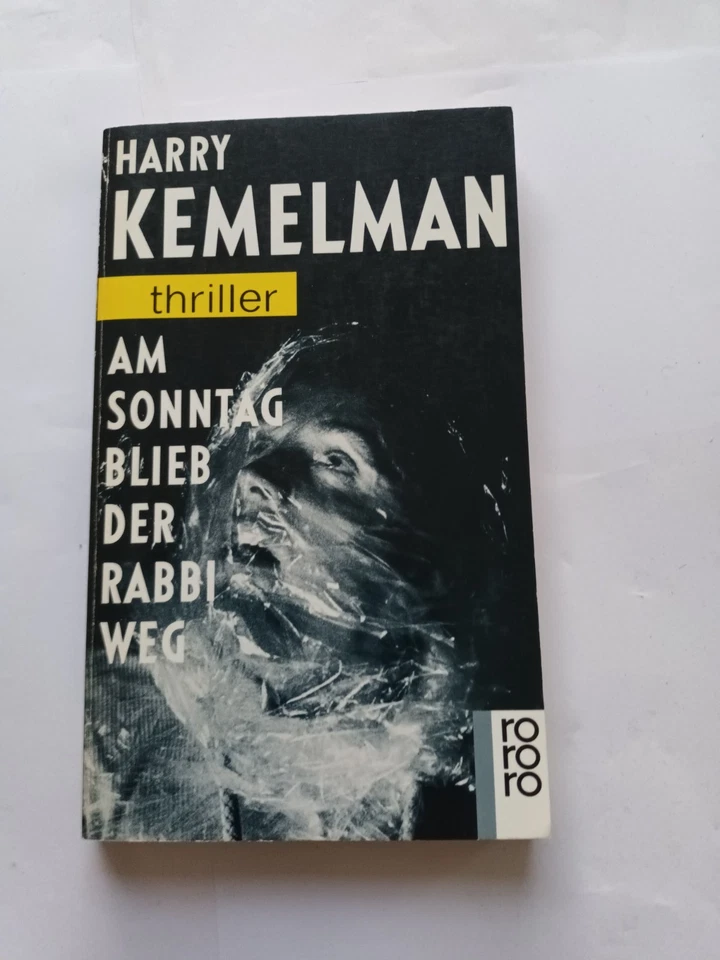 HARRY
KEMELMAN
thriller
AM
SONNTAG
BLIEB
DER
RABBI
WEG
ro
ro
ro